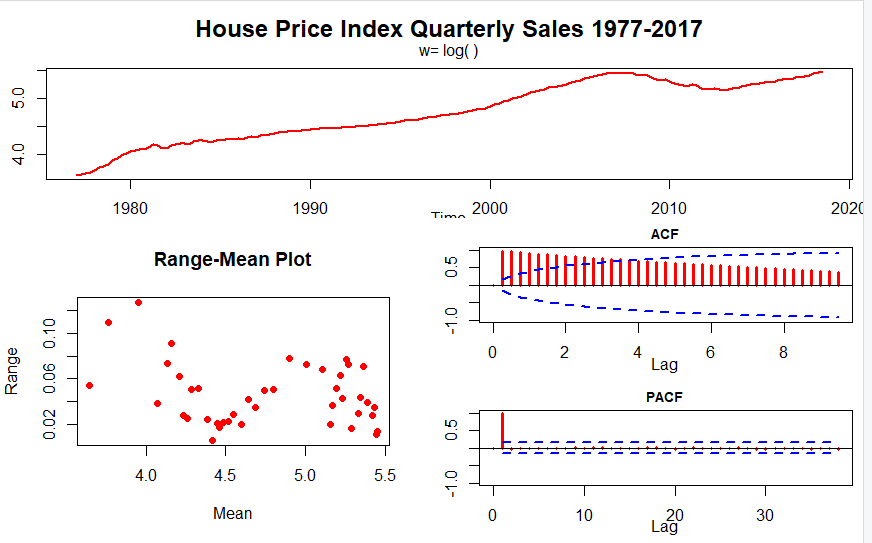 House Price Index Quarterly Sales 1977-2017
w= log( )
4.0 5.0
1980 1990 2000 2010 2020
Time
Range-Mean Plot
Range
0.02 0.06 0.10
4.0 4.5 5.0 5.5
Mean
ACF
-1.0 0.5
0 2 4 6 8
Lag
PACF
-1.0 0.5
0 10 20 30
Lag